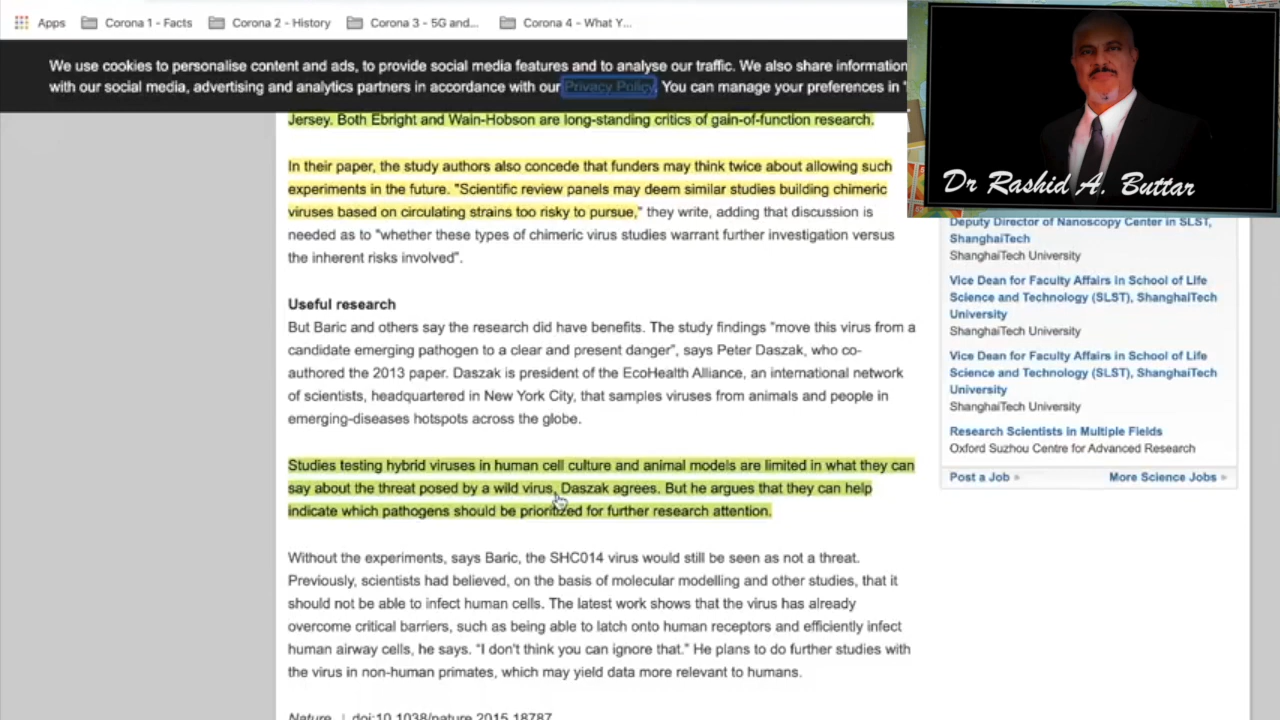 Apps
Corona 1 - Facts
Corona 2 - History
Corona 3 - 5G and...
Corona 4 - What Y...
We use cookies to personalise content and ads, to provide social media features and to analyse our traffic. We also share information
with our social media, advertising and analytics partners in accordance with our Privacy Policy. You can manage your preferences in '
Dr Rashid A. Buttar
Jersey. Both Ebright and Wain-Hobson are long-standing critics of gain-of-function research.
In their paper, the study authors also concede that funders may think twice about allowing such
experiments in the future. "Scientific review panels may deem similar studies building chimeric
viruses based on circulating strains too risky to pursue," they write, adding that discussion is
needed as to "whether these types of chimeric virus studies warrant further investigation versus
the inherent risks involved”.
Useful research
But Baric and others say the research did have benefits. The study findings “move this virus from a
candidate emerging pathogen to a clear and present danger”, says Peter Daszak, who co-
authored the 2013 paper. Daszak is president of the EcoHealth Alliance, an international network
of scientists, headquartered in New York City, that samples viruses from animals and people in
emerging-diseases hotspots across the globe.
Studies testing hybrid viruses in human cell culture and animal models are limited in what they can
say about the threat posed by a wild virus, Daszak agrees. But he argues that they can help
indicate which pathogens should be prioritized for further research attention.
Without the experiments, says Baric, the SHC014 virus would still be seen as not a threat.
Previously, scientists had believed, on the basis of molecular modelling and other studies, that it
should not be able to infect human cells. The latest work shows that the virus has already
overcome critical barriers, such as being able to latch onto human receptors and efficiently infect
human airway cells, he says. “I don't think you can ignore that.” He plans to do further studies with
the virus in non-human primates, which may yield data more relevant to humans.
Nature | doi:10.1038/nature.2015.18787
Deputy Director of Nanoscopy Center in SLST,
ShanghaiTech
ShanghaiTech University
Vice Dean for Faculty Affairs in School of Life
Science and Technology (SLST), ShanghaiTech
University
ShanghaiTech University
Vice Dean for Faculty Affairs in School of Life
Science and Technology (SLST), ShanghaiTech
University
ShanghaiTech University
Research Scientists in Multiple Fields
Oxford Suzhou Centre for Advanced Research
Post a Job »
More Science Jobs »